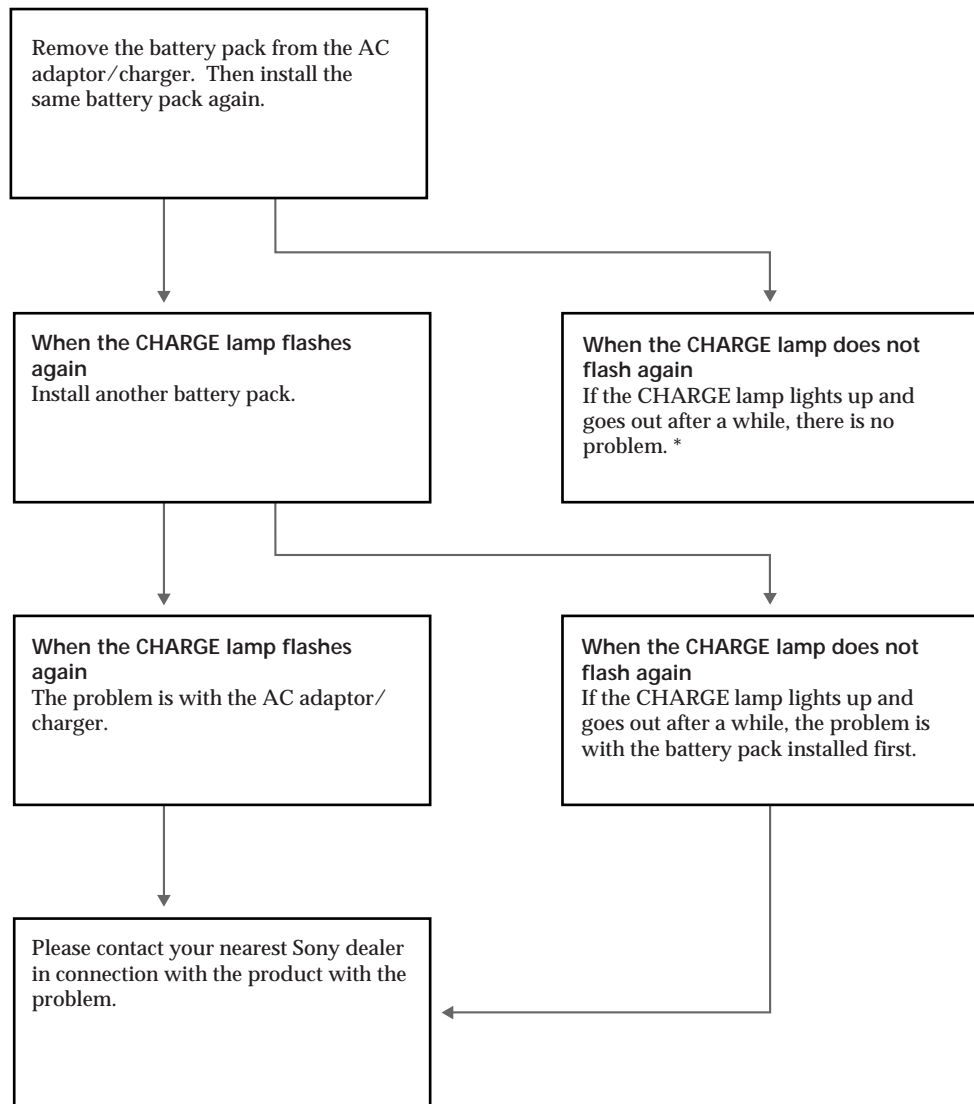 Remove the battery pack from the AC
adaptor/charger. Then install the
same battery pack again.
When the CHARGE lamp flashes
again
Install another battery pack.
When the CHARGE lamp does not
flash again
If the CHARGE lamp lights up and
goes out after a while, there is no
problem. *
When the CHARGE lamp flashes
again
The problem is with the AC adaptor/
charger.
When the CHARGE lamp does not
flash again
If the CHARGE lamp lights up and
goes out after a while, the problem is
with the battery pack installed first.
Please contact your nearest Sony dealer
in connection with the product with the
problem.